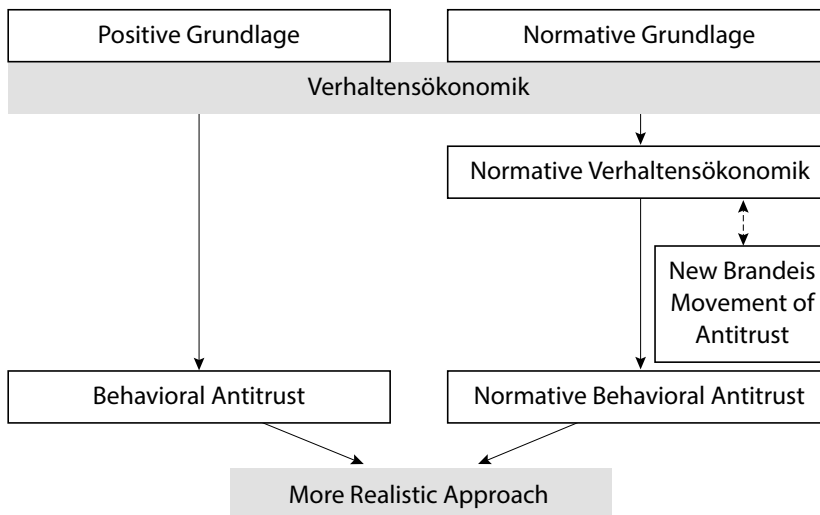 Positive Grundlage
Normative Grundlage
Verhaltensökonomik
Normative Verhaltensökonomik
New Brandeis
Movement of
Antitrust
Behavioral Antitrust
Normative Behavioral Antitrust
More Realistic Approach